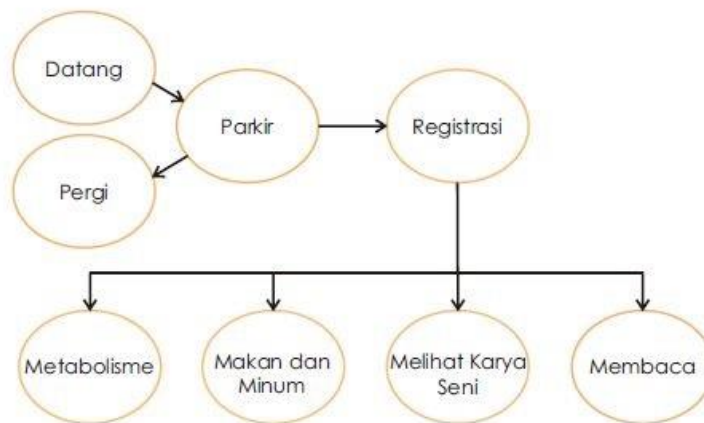 Datang
Parkir
Registrasi
Pergi
Metabolisme
Makan dan
Minum
Melihat Karya
Seni
Membaca